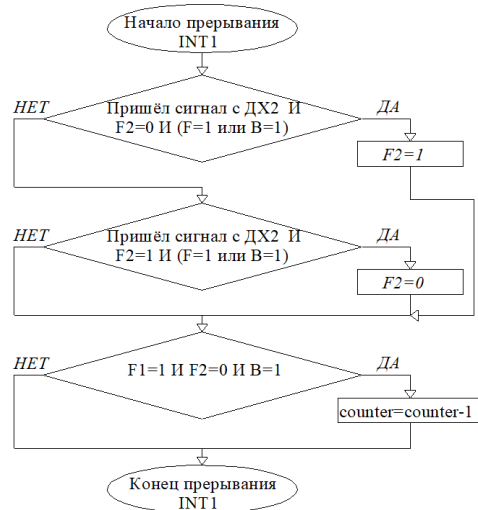 Начало прерывания
INT1
НЕТ
Пришёл сигнал с ДХ2 И
F2=0 И (F=1 или B=1)
ДА
F2=1
НЕТ
Пришёл сигнал с ДХ2 И
F2=1 И (F=1 или B=1)
ДА
F2=0
НЕТ
F1=1 И F2=0 И B=1
ДА
counter=counter-1
Конец прерывания
INT1